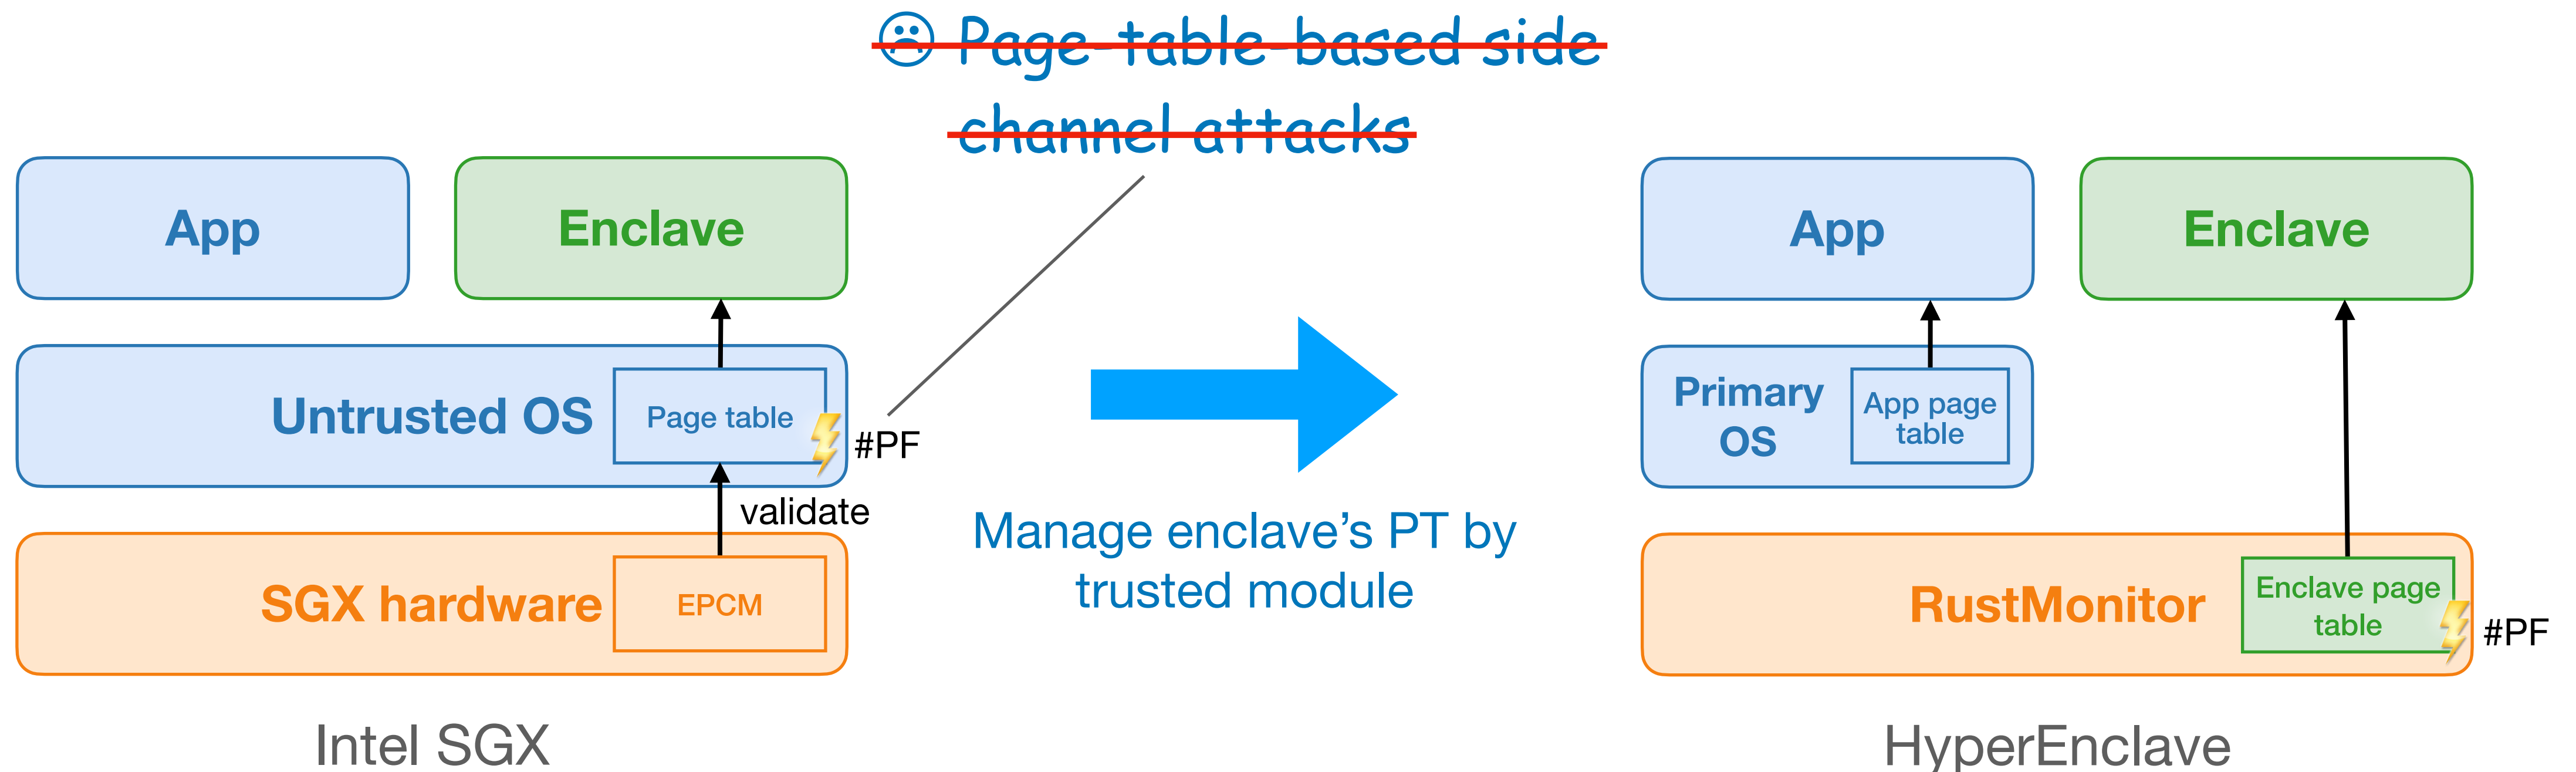 ☹ Page-table-based side
channel attacks
App
Enclave
Untrusted OS
Page table
#PF
validate
SGX hardware
EPCM
Intel SGX
Manage enclave's PT by
trusted module
App
Enclave
Primary
OS
App page
table
RustMonitor
Enclave page
table
#PF
HyperEnclave